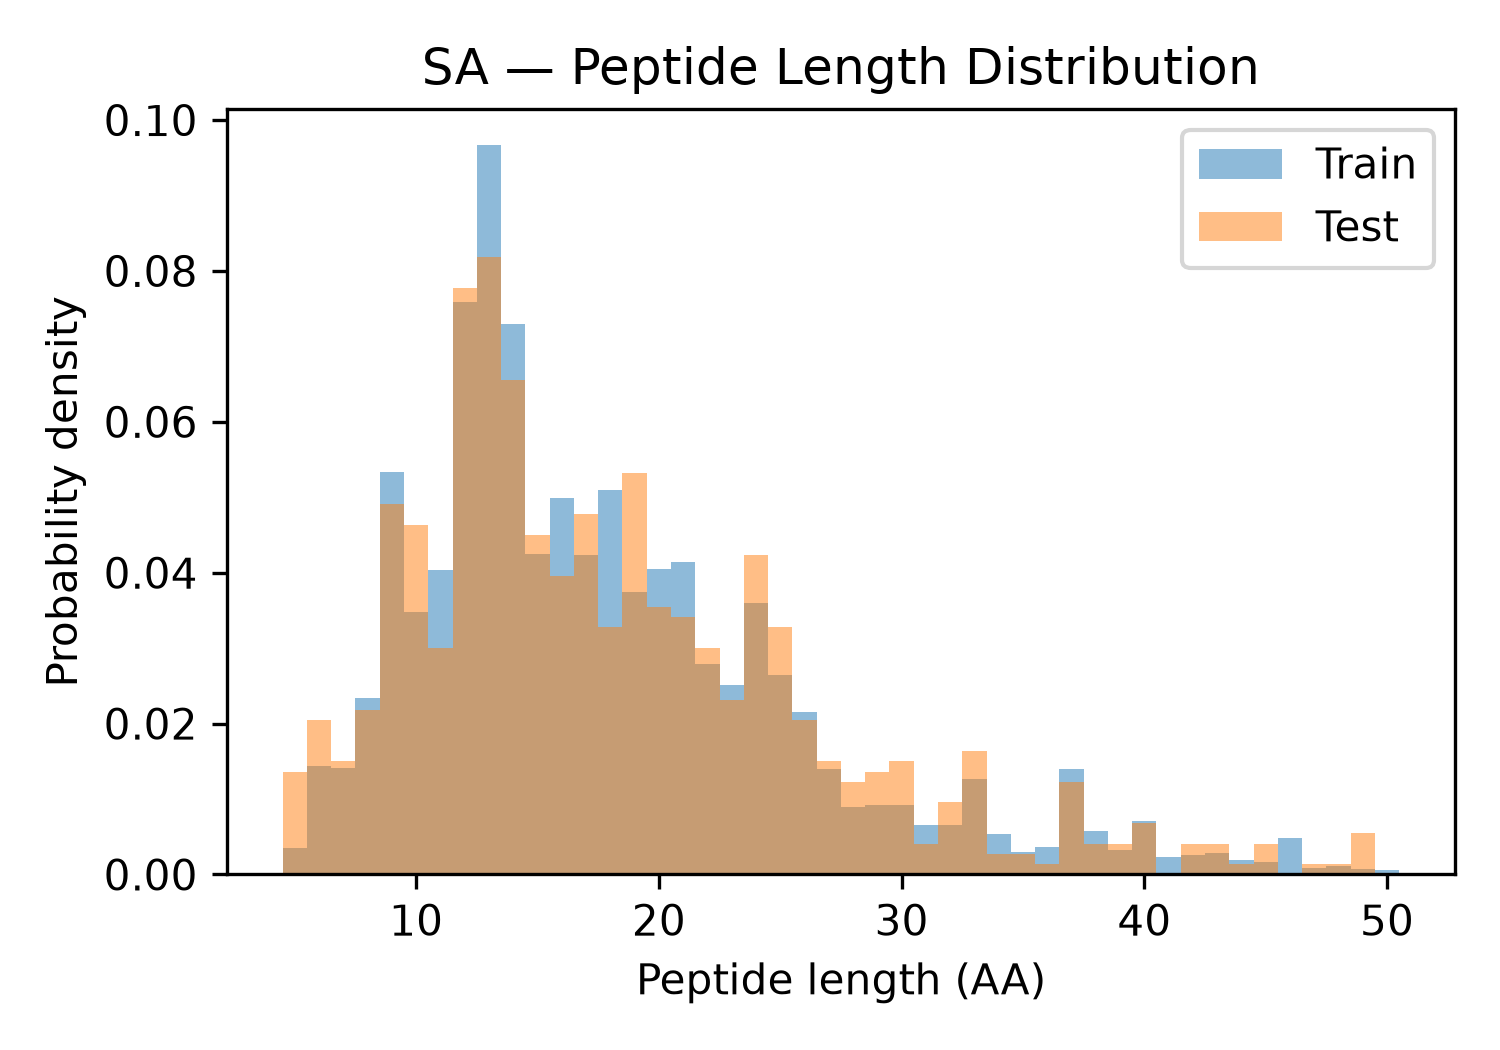 SA — Peptide Length Distribution
Train
Test
Probability density
0.10
0.08
0.06
0.04
0.02
0.00
10 20 30 40 50
Peptide length (AA)